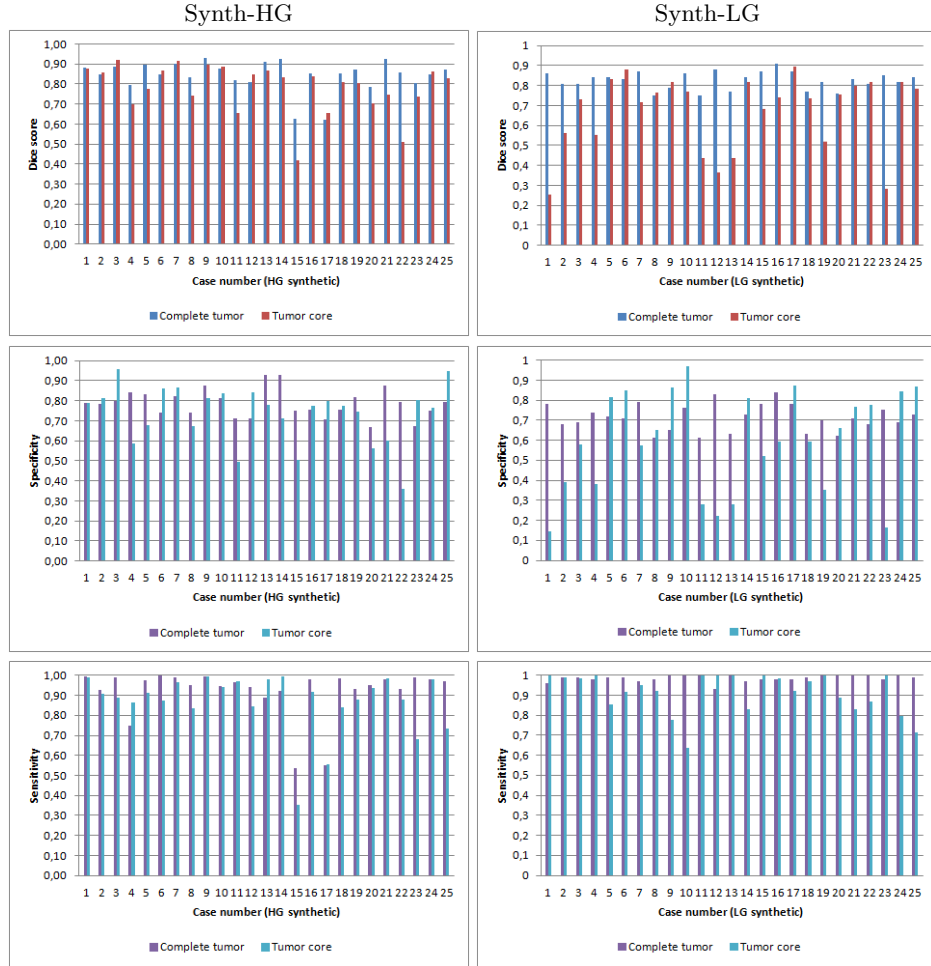 Synth-HG
Synth-LG
1,00
0,90
0,80
0,70
0,60
0,50
0,40
0,30
0,20
0,10
0,00
Dice score
1 2 3 4 5 6 7 8 9 10 11 12 13 14 15 16 17 18 19 20 21 22 23 24 25
Case number (HG synthetic)
Complete tumor Tumor core
1
0,9
0,8
0,7
0,6
0,5
0,4
0,3
0,2
0,1
0
Dice score
1 2 3 4 5 6 7 8 9 10 11 12 13 14 15 16 17 18 19 20 21 22 23 24 25
Case number (LG synthetic)
Complete tumor Tumor core
1,00
0,90
0,80
0,70
0,60
0,50
0,40
0,30
0,20
0,10
0,00
Specificity
1 2 3 4 5 6 7 8 9 10 11 12 13 14 15 16 17 18 19 20 21 22 23 24 25
Case number (HG synthetic)
Complete tumor Tumor core
1
0,9
0,8
0,7
0,6
0,5
0,4
0,3
0,2
0,1
0
Specificity
1 2 3 4 5 6 7 8 9 10 11 12 13 14 15 16 17 18 19 20 21 22 23 24 25
Case number (LG synthetic)
Complete tumor Tumor core
1,00
0,90
0,80
0,70
0,60
0,50
0,40
0,30
0,20
0,10
0,00
Sensitivity
1 2 3 4 5 6 7 8 9 10 11 12 13 14 15 16 17 18 19 20 21 22 23 24 25
Case number (HG synthetic)
Complete tumor Tumor core
1
0,9
0,8
0,7
0,6
0,5
0,4
0,3
0,2
0,1
0
Sensitivity
1 2 3 4 5 6 7 8 9 10 11 12 13 14 15 16 17 18 19 20 21 22 23 24 25
Case number (LG synthetic)
Complete tumor Tumor core